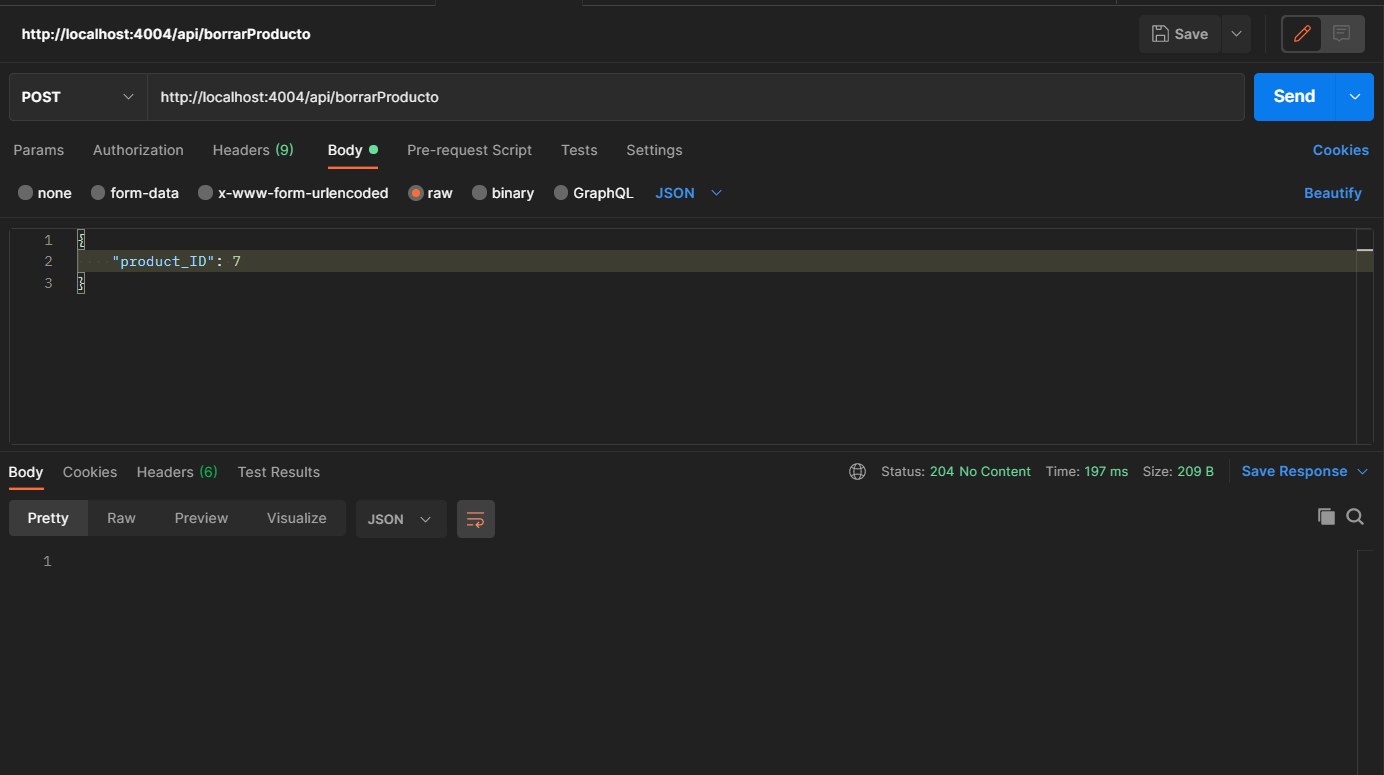 http://localhost:4004/api/borrarProducto
Save
POST
http://localhost:4004/api/borrarProducto
Send
Params Authorization Headers (9) Body Pre-request Script Tests Settings Cookies
none form-data x-www-form-urlencoded raw binary GraphQL JSON Beautify
1 {
2 "product_ID": 7
3 }
Body Cookies Headers (6) Test Results Status: 204 No Content Time: 197 ms Size: 209 B Save Response
Pretty Raw Preview Visualize JSON
1